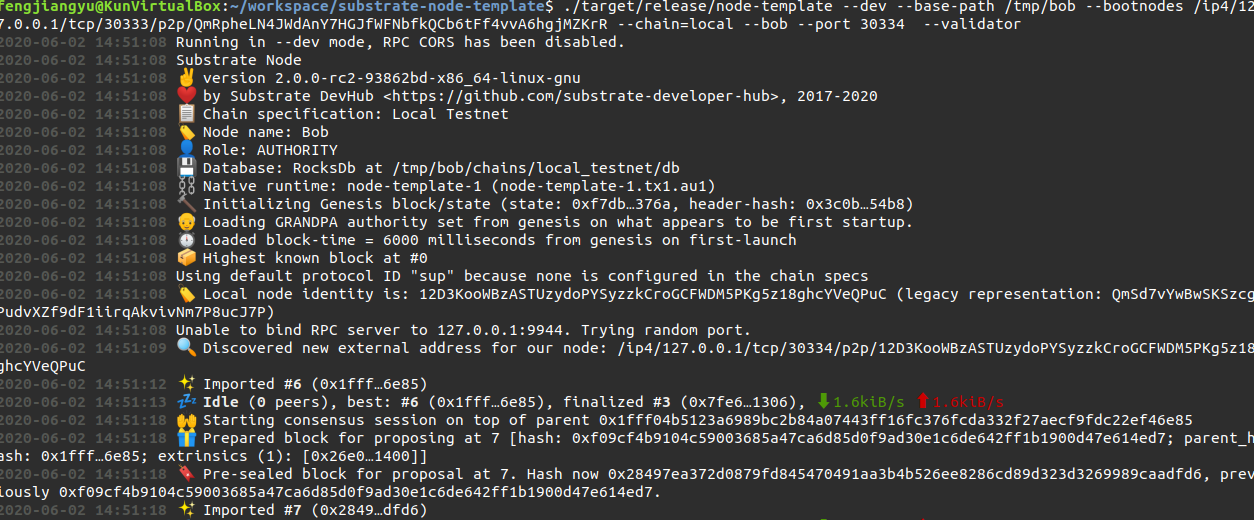 fengjiangyu@KunVirtualBox:~/workspace/substrate-node-template$ ./target/release/node-template --dev --base-path /tmp/bob --bootnodes /ip4/12
7.0.0.1/tcp/30333/p2p/QmRpheLN4JWdAnY7HGJfWFNbfkQCb6tFf4vvA6hgjMZKrR --chain=local --bob --port 30334  --validator
2020-06-02 14:51:08 Running in --dev mode, RPC CORS has been disabled.
2020-06-02 14:51:08 Substrate Node
2020-06-02 14:51:08 ✌️ version 2.0.0-rc2-93862bd-x86_64-linux-gnu
2020-06-02 14:51:08 ❤️ by Substrate DevHub <https://github.com/substrate-developer-hub>, 2017-2020
2020-06-02 14:51:08 📋 Chain specification: Local Testnet
2020-06-02 14:51:08 🏷 Node name: Bob
2020-06-02 14:51:08 👤 Role: AUTHORITY
2020-06-02 14:51:08 💾 Database: RocksDb at /tmp/bob/chains/local_testnet/db
2020-06-02 14:51:08 ⛓ Native runtime: node-template-1 (node-template-1.tx1.au1)
2020-06-02 14:51:08 🔨 Initializing Genesis block/state (state: 0xf7db…376a, header-hash: 0x3c0b…54b8)
2020-06-02 14:51:08 👴 Loading GRANDPA authority set from genesis on what appears to be first startup.
2020-06-02 14:51:08 ⏱ Loaded block-time = 6000 milliseconds from genesis on first-launch
2020-06-02 14:51:08 📦 Highest known block at #0
2020-06-02 14:51:08 Using default protocol ID "sup" because none is configured in the chain specs
2020-06-02 14:51:08 🏷 Local node identity is: 12D3KooWBzASTUzydoPYSyzzkCroGCFWDM5PKg5z18ghcYVeQPuC (legacy representation: QmSd7vYwBwSKSzcg
PudvXZf9dF1iirqAkvivNm7P8ucJ7P)
2020-06-02 14:51:08 Unable to bind RPC server to 127.0.0.1:9944. Trying random port.
2020-06-02 14:51:09 🔍 Discovered new external address for our node: /ip4/127.0.0.1/tcp/30334/p2p/12D3KooWBzASTUzydoPYSyzzkCroGCFWDM5PKg5z18
ghcYVeQPuC
2020-06-02 14:51:12 ✨ Imported #6 (0x1fff…6e85)
2020-06-02 14:51:13 💤 Idle (0 peers), best: #6 (0x1fff…6e85), finalized #3 (0x7fe6…1306), ⬇ 1.6kiB/s ⬆ 1.6kiB/s
2020-06-02 14:51:18 🙌 Starting consensus session on top of parent 0x1fff04b5123a6989bc2b84a07443ff16fc376fcda332f27aecf9fdc22ef46e85
2020-06-02 14:51:18 🎁 Prepared block for proposing at 7 [hash: 0xf09cf4b9104c59003685a47ca6d85d0f9ad30e1c6de642ff1b1900d47e614ed7; parent_h
ash: 0x1fff…6e85; extrinsics (1): [0x26e0…1400]]
2020-06-02 14:51:18 🔖 Pre-sealed block for proposal at 7. Hash now 0x28497ea372d0879fd845470491aa3b4b526ee8286cd89d323d3269989caadfd6, prev
iously 0xf09cf4b9104c59003685a47ca6d85d0f9ad30e1c6de642ff1b1900d47e614ed7.
2020-06-02 14:51:18 ✨ Imported #7 (0x2849…dfd6)